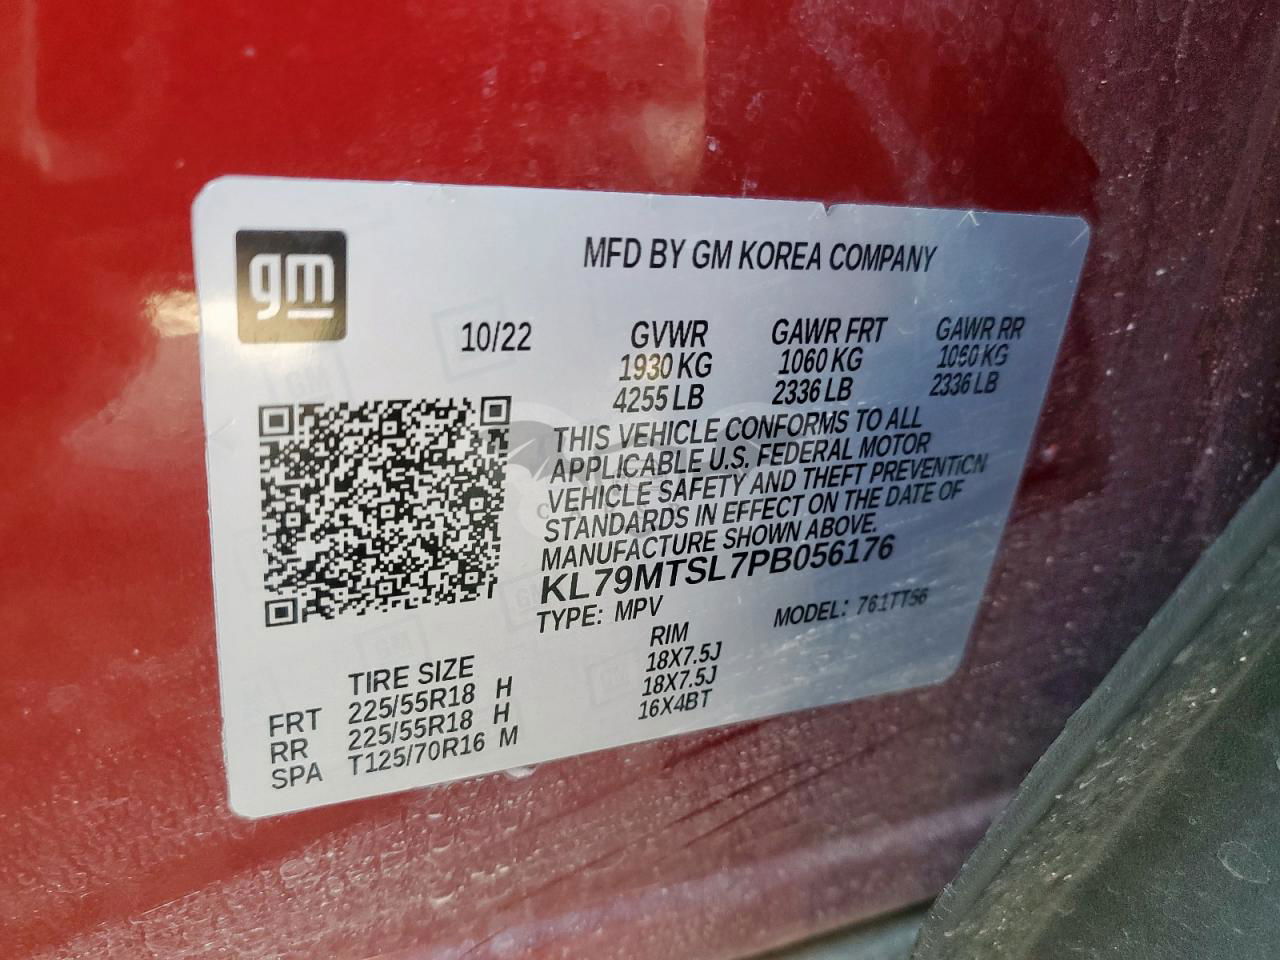 gm
MFD BY GM KOREA COMPANY
10/22 GVWR GAWR FRT GAWR RR
1930 KG 1060 KG 1060 KG
4255 LB 2336 LB 2336 LB
THIS VEHICLE CONFORMS TO ALL
APPLICABLE U.S. FEDERAL MOTOR
VEHICLE SAFETY AND THEFT PREVENTION
STANDARDS IN EFFECT ON THE DATE OF
MANUFACTURE SHOWN ABOVE.
KL79MTSL7PB056176
TYPE: MPV MODEL: 761TT56
TIRE SIZE RIM
FRT 225/55R18 H 18X7.5J
RR 225/55R18 H 18X7.5J
SPA T125/70R16 M 16X4BT